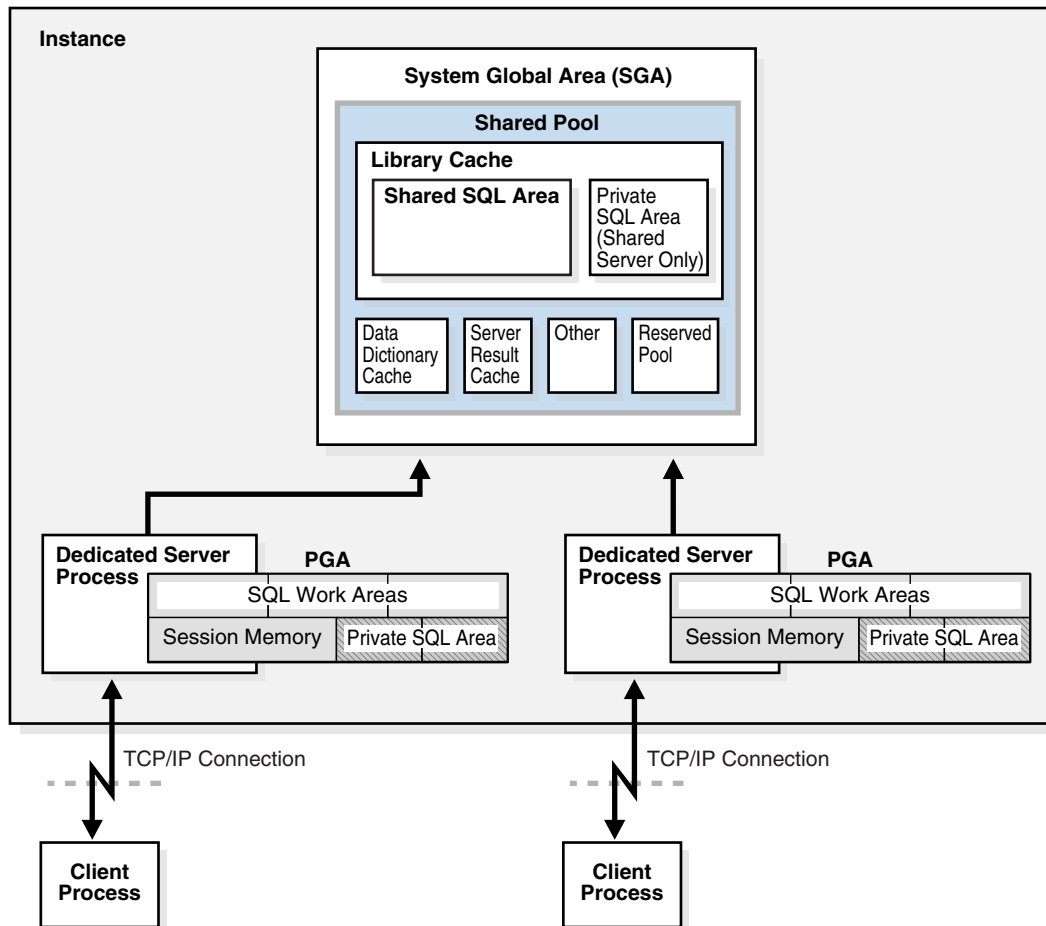 Instance
System Global Area (SGA)
Shared Pool
Library Cache
Shared SQL Area
Private
SQL Area
(Shared
Server Only)
Data
Dictionary
Cache
Server
Result
Cache
Other
Reserved
Pool
Dedicated Server
Process
PGA
SQL Work Areas
Session Memory
Private SQL Area
Dedicated Server
Process
PGA
SQL Work Areas
Session Memory
Private SQL Area
TCP/IP Connection
TCP/IP Connection
Client
Process
Client
Process